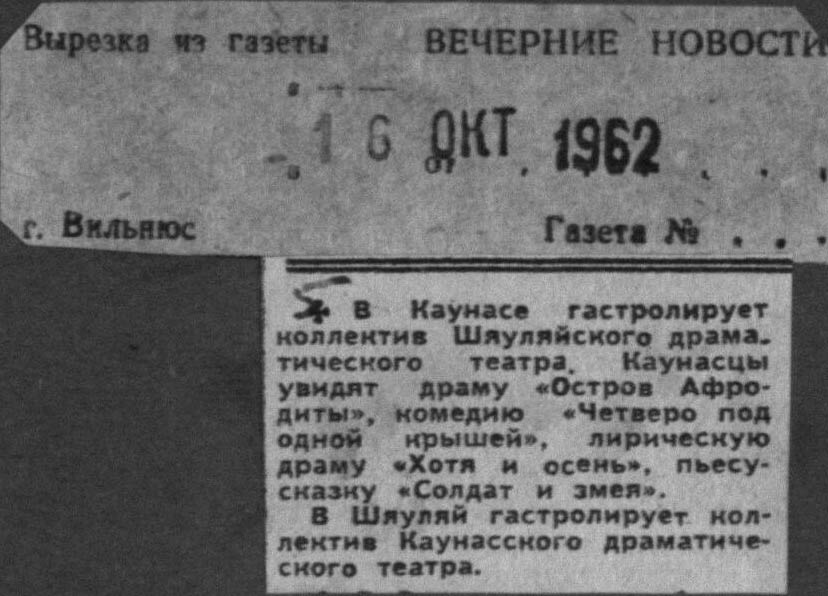 Вырезка из газеты ВЕЧЕРНИЕ НОВОСТИ
16 ОКТ 1962
от . . . .
г. Вильнюс Газета № . . .
В Каунасе гастролирует
коллектив Шяуляйского драма-
тического театра. Каунасцы
увидят драму «Остров Афро-
диты», комедию «Четверо под
одной крышей», лирическую
драму «Хотя и осень», пьесу-
сказку «Солдат и змея».
В Шяуляй гастролирует кол-
лектив Каунасского драматиче-
ского театра.